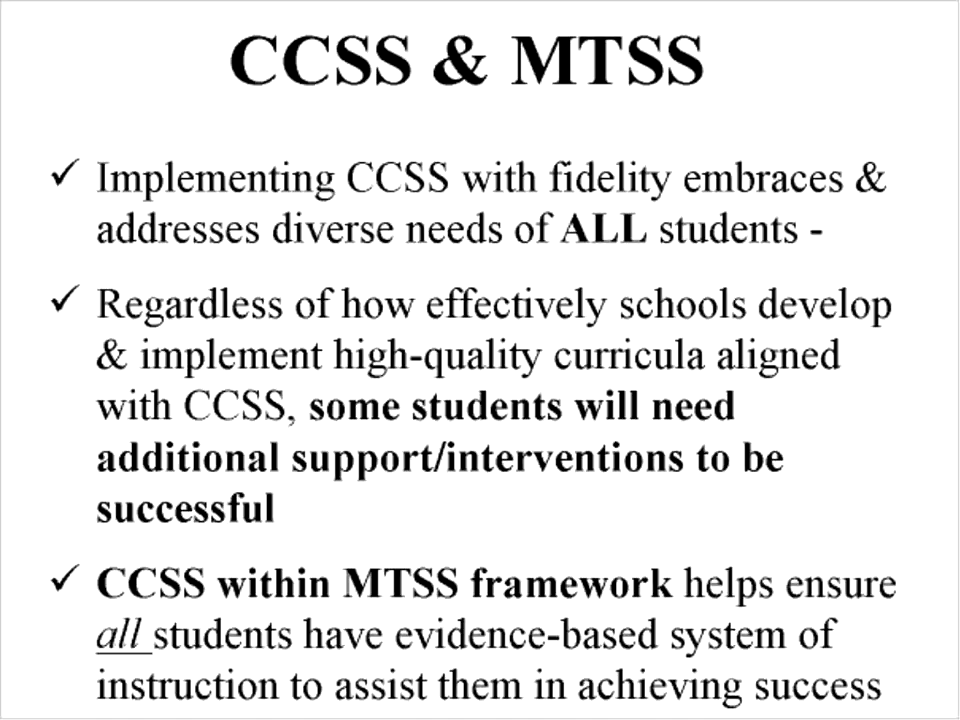 CCSS & MTSS
✓ Implementing CCSS with fidelity embraces &
addresses diverse needs of ALL students -
✓ Regardless of how effectively schools develop
& implement high-quality curricula aligned
with CCSS, some students will need
additional support/interventions to be
successful
✓ CCSS within MTSS framework helps ensure
all students have evidence-based system of
instruction to assist them in achieving success